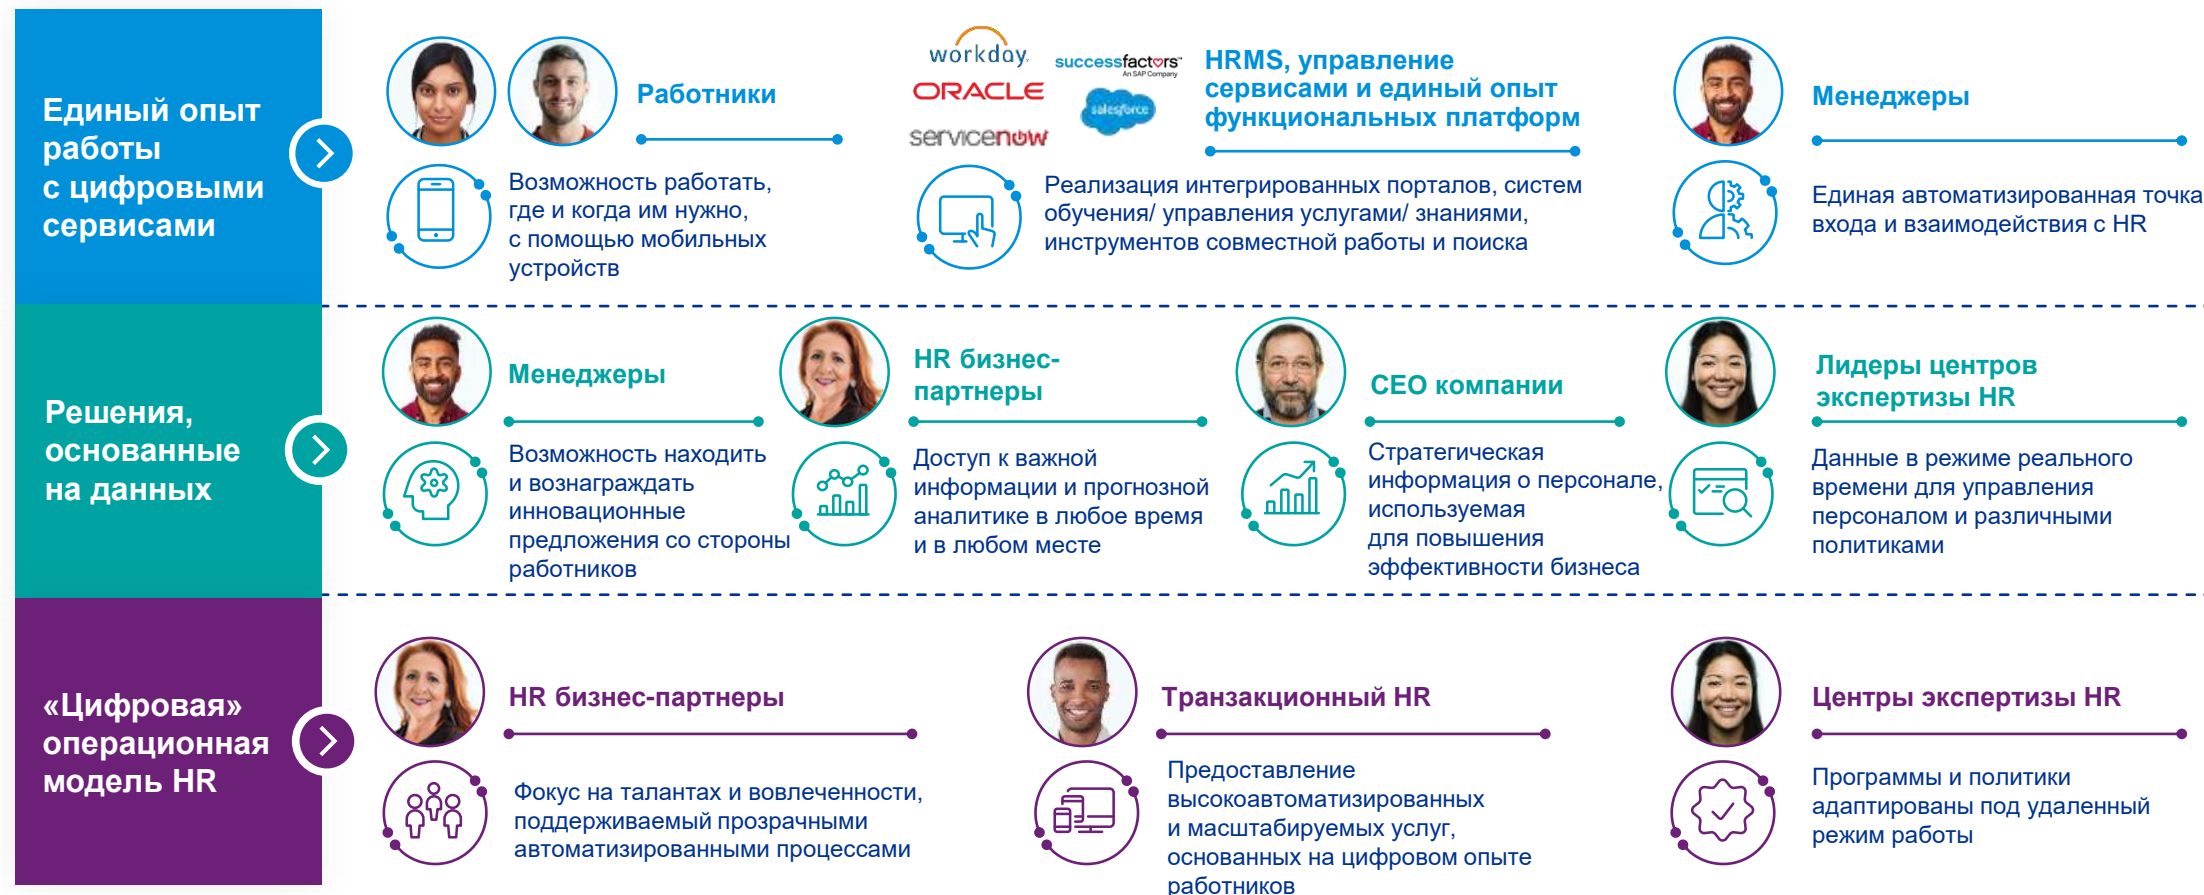 Единый опыт
работы
с цифровыми
сервисами
Работники
Возможность работать,
где и когда им нужно,
с помощью мобильных
устройств
workday.
successfactors™
An SAP Company
ORACLE
salesforce
servicenow
HRMS, управление
сервисами и единый опыт
функциональных платформ
Реализация интегрированных порталов, систем
обучения/ управления услугами/ знаниями,
инструментов совместной работы и поиска
Менеджеры
Единая автоматизированная точка
входа и взаимодействия с HR
Решения,
основанные
на данных
Менеджеры
Возможность находить
и вознаграждать
инновационные
предложения со стороны
работников
HR бизнес-
партнеры
Доступ к важной
информации и прогнозной
аналитике в любое время
и в любом месте
CEO компании
Стратегическая
информация о персонале,
используемая
для повышения
эффективности бизнеса
Лидеры центров
экспертизы HR
Данные в режиме реального
времени для управления
персоналом и различными
политиками
«Цифровая»
операционная
модель HR
HR бизнес-партнеры
Фокус на талантах и вовлеченности,
поддерживаемый прозрачными
автоматизированными процессами
Транзакционный HR
Предоставление
высокоавтоматизированных
и масштабируемых услуг,
основанных на цифровом опыте
работников
Центры экспертизы HR
Программы и политики
адаптированы под удаленный
режим работы